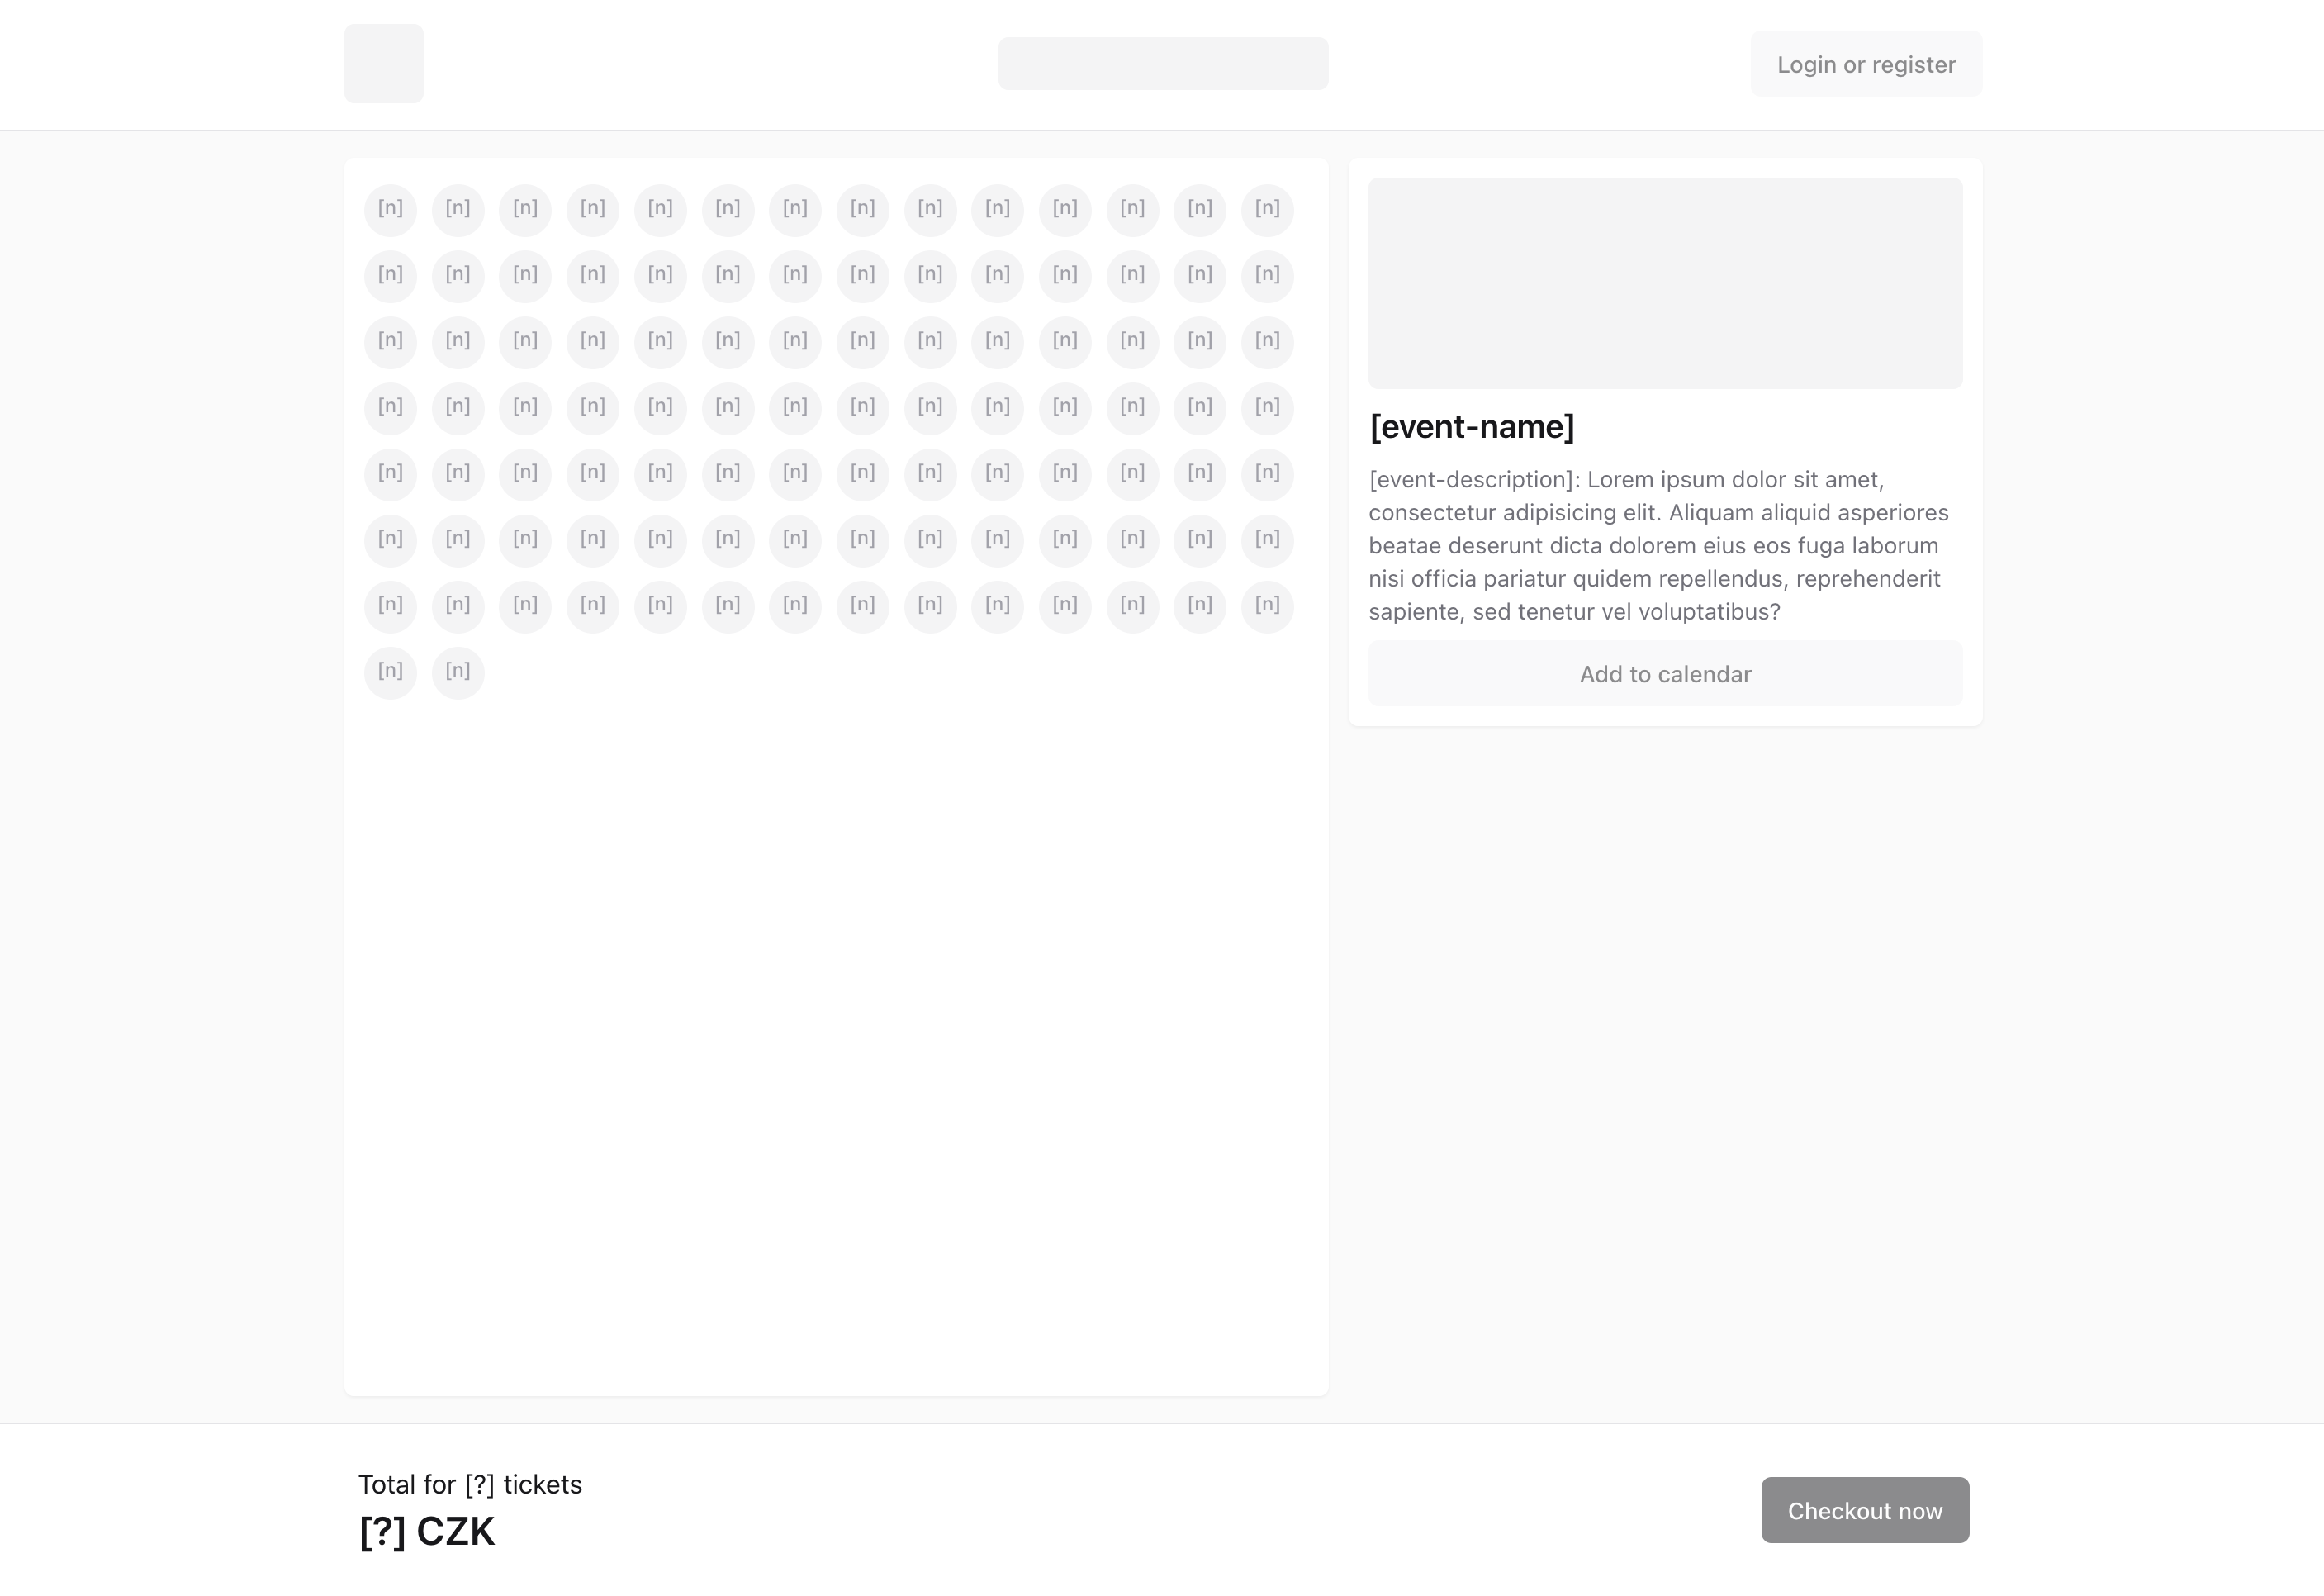 Login or register
[n] [n] [n] [n] [n] [n] [n] [n] [n] [n] [n] [n] [n] [n]
[n] [n] [n] [n] [n] [n] [n] [n] [n] [n] [n] [n] [n] [n]
[n] [n] [n] [n] [n] [n] [n] [n] [n] [n] [n] [n] [n] [n]
[n] [n] [n] [n] [n] [n] [n] [n] [n] [n] [n] [n] [n] [n]
[n] [n] [n] [n] [n] [n] [n] [n] [n] [n] [n] [n] [n] [n]
[n] [n] [n] [n] [n] [n] [n] [n] [n] [n] [n] [n] [n] [n]
[n] [n] [n] [n] [n] [n] [n] [n] [n] [n] [n] [n] [n] [n]
[n] [n]
[event-name]
[event-description]: Lorem ipsum dolor sit amet,
consectetur adipisicing elit. Aliquam aliquid asperiores
beatae deserunt dicta dolorem eius eos fuga laborum
nisi officia pariatur quidem repellendus, reprehenderit
sapiente, sed tenetur vel voluptatibus?
Add to calendar
Total for [?] tickets
[?] CZK
Checkout now